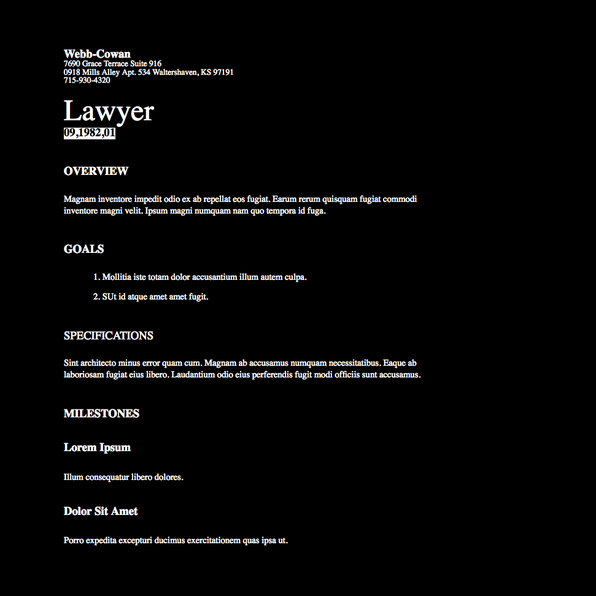 Webb-Cowan
7690 Grace Terrace Suite 916
0918 Mills Alley Apt. 534 Waltershaven, KS 97191
715-930-4320
Lawyer
09,1982,01
OVERVIEW
Magnam inventore impedit odio ex ab repellat eos fugiat. Earum rerum quisquam fugiat commodi
inventore magni velit. Ipsum magni numquam nam quo tempora id fuga.
GOALS
1. Mollitia iste totam dolor accusantium illum autem culpa.
2. SUt id atque amet amet fugit.
SPECIFICATIONS
Sint architecto minus error quam cum. Magnam ab accusamus numquam necessitatibus. Eaque ab
laboriosam fugiat eius libero. Laudantium odio eius perferendis fugit modi officiis sunt accusamus.
MILESTONES
Lorem Ipsum
Illum consequatur libero dolores.
Dolor Sit Amet
Porro expedita excepturi ducimus exercitationem quas ipsa ut.